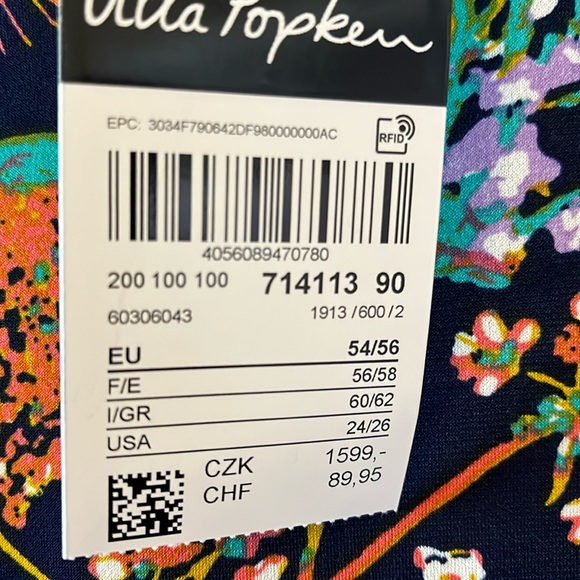 Ulla Popken
EPC: 3034F790642DF980000000AC
RFID
4056089470780
200 100 100 714113 90
60306043 1913/600/2
EU 54/56
F/E 56/58
I/GR 60/62
USA 24/26
CZK 1599,-
CHF 89,95